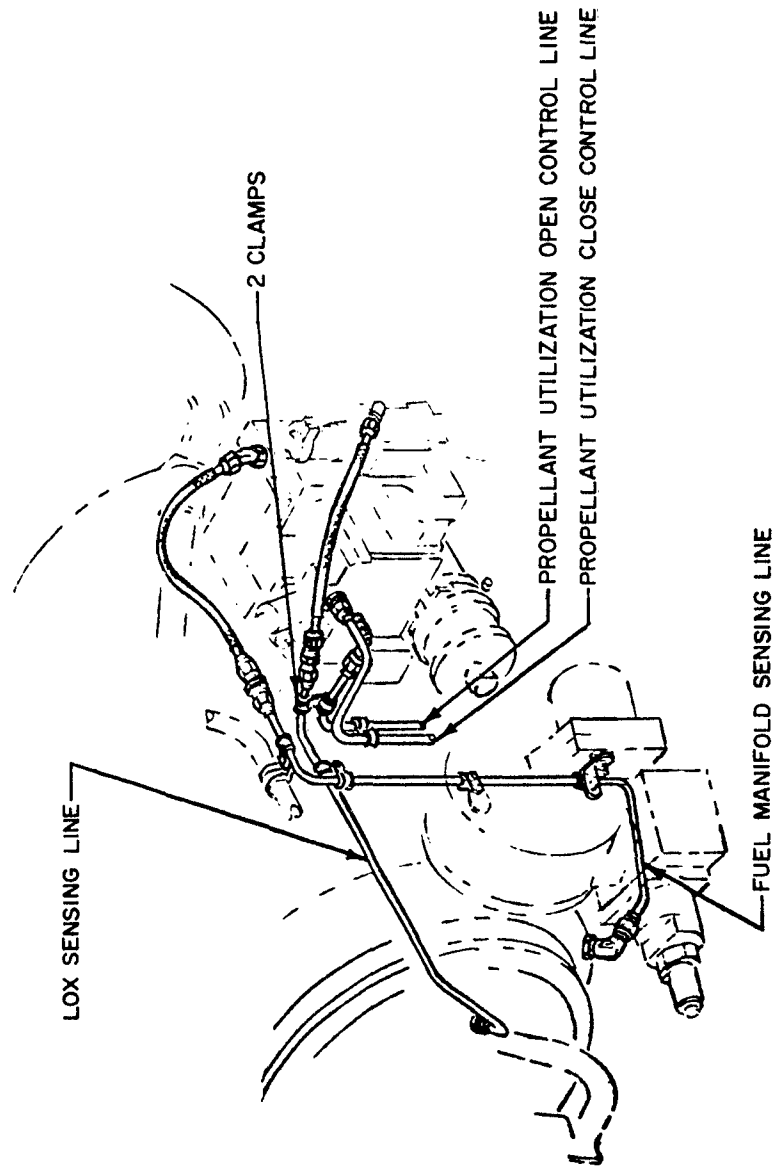 LOX SENSING LINE
2 CLAMPS
PROPELLANT UTILIZATION OPEN CONTROL LINE
PROPELLANT UTILIZATION CLOSE CONTROL LINE
FUEL MANIFOLD SENSING LINE